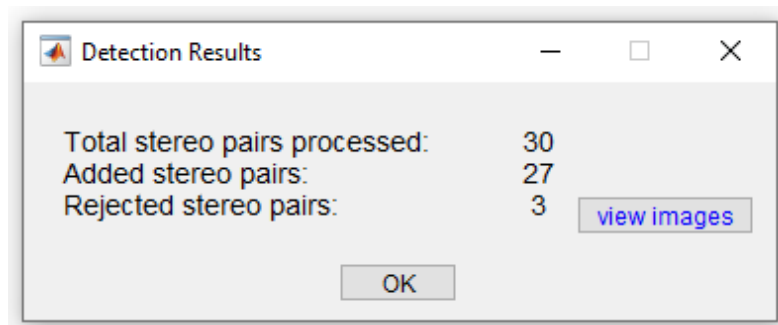 Detection Results
Total stereo pairs processed: 30
Added stereo pairs: 27
Rejected stereo pairs: 3 view images
OK